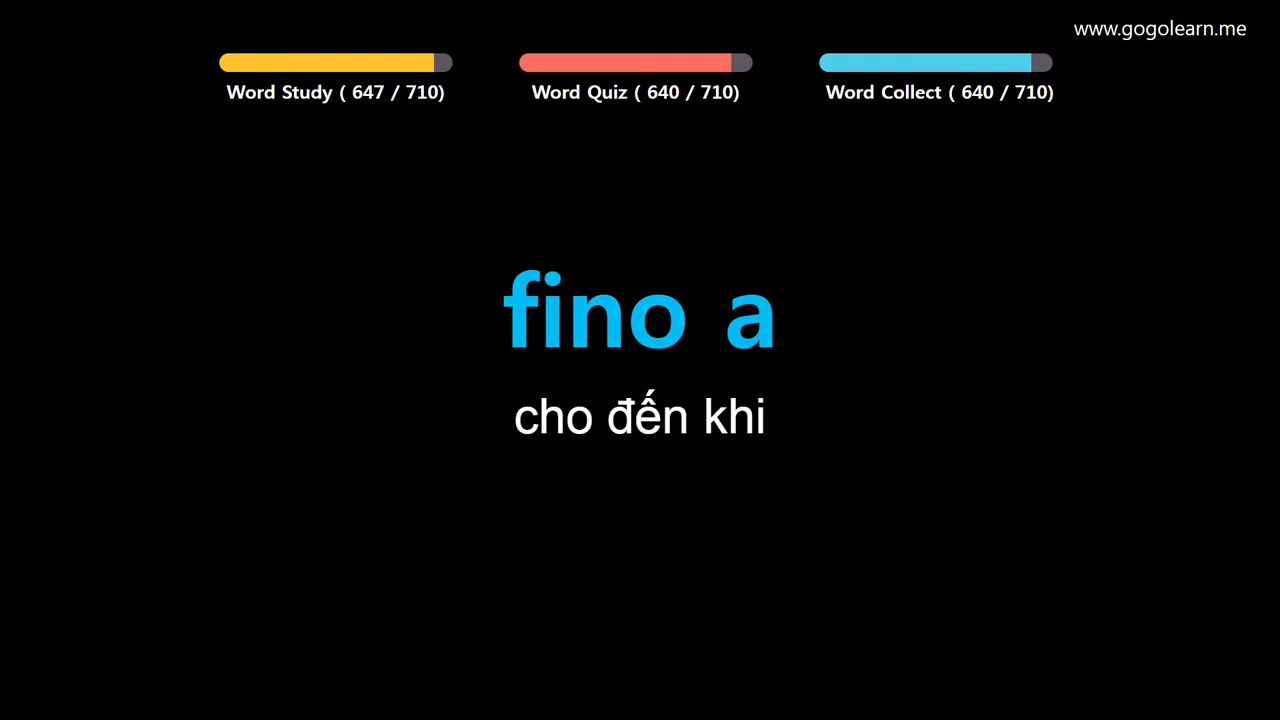 www.gogolearn.me
Word Study ( 647 / 710)
Word Quiz ( 640 / 710)
Word Collect ( 640 / 710)
fino a
cho đến khi